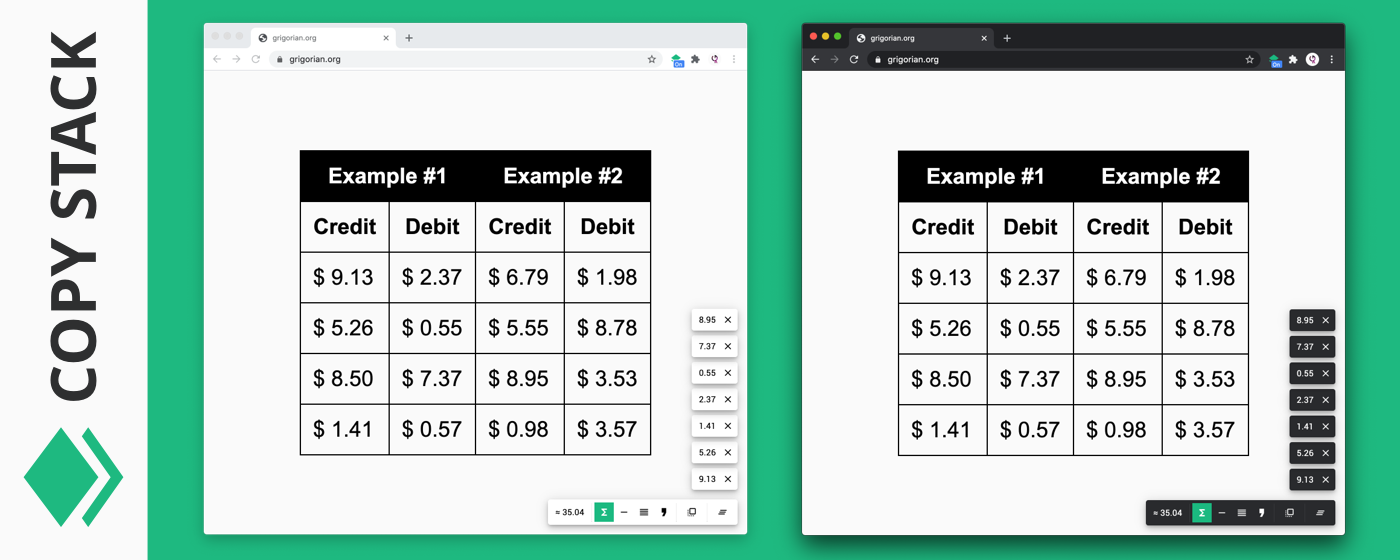 COPY STACK
grigorian.org
grigorian.org
On
Example #1 Example #2
Credit Debit Credit Debit
$ 9.13 $ 2.37 $ 6.79 $ 1.98
$ 5.26 $ 0.55 $ 5.55 $ 8.78
$ 8.50 $ 7.37 $ 8.95 $ 3.53
$ 1.41 $ 0.57 $ 0.98 $ 3.57
8.95
7.37
0.55
2.37
1.41
5.26
9.13
≈ 35.04 Σ
grigorian.org
grigorian.org
On
Example #1 Example #2
Credit Debit Credit Debit
$ 9.13 $ 2.37 $ 6.79 $ 1.98
$ 5.26 $ 0.55 $ 5.55 $ 8.78
$ 8.50 $ 7.37 $ 8.95 $ 3.53
$ 1.41 $ 0.57 $ 0.98 $ 3.57
8.95
7.37
0.55
2.37
1.41
5.26
9.13
≈ 35.04 Σ